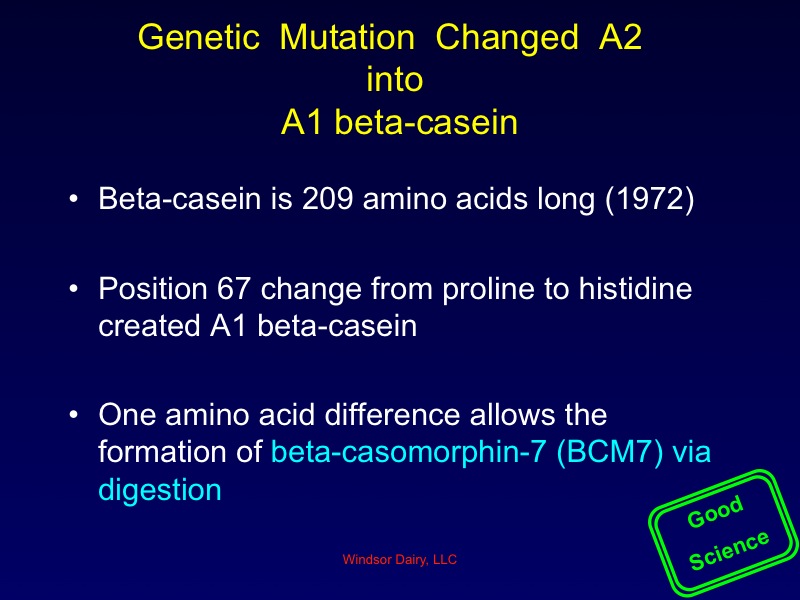 Genetic Mutation Changed A2
into
A1 beta-casein
• Beta-casein is 209 amino acids long (1972)
• Position 67 change from proline to histidine
created A1 beta-casein
• One amino acid difference allows the
formation of beta-casomorphin-7 (BCM7) via
digestion
Good
Science
Windsor Dairy, LLC